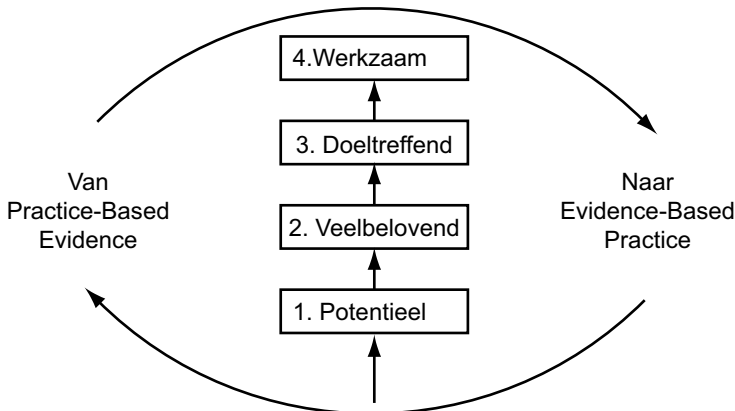 4.Werkzaam
3. Doeltreffend
Van
Practice-Based
Evidence
Naar
Evidence-Based
Practice
2. Veelbelovend
1. Potentieel